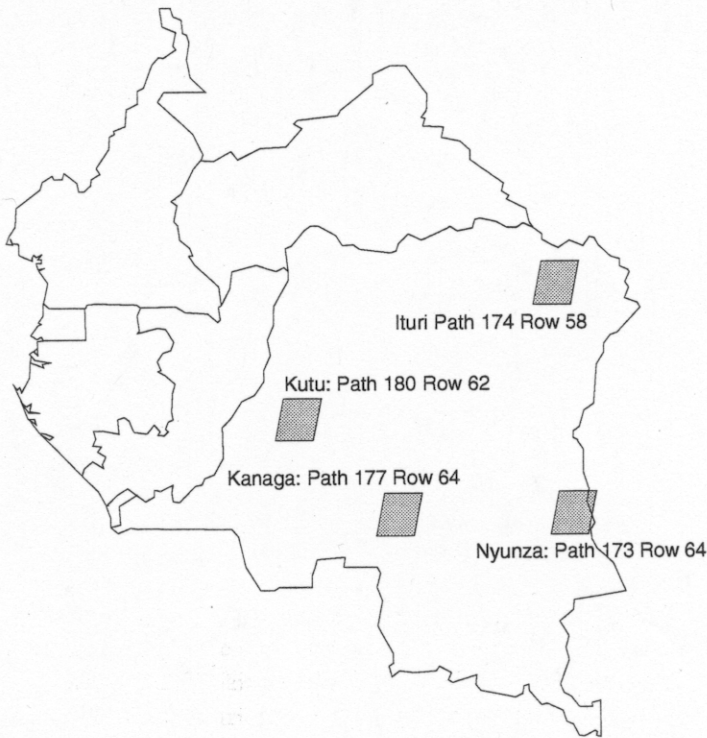 Ituri Path 174 Row 58
Kutu: Path 180 Row 62
Kanaga: Path 177 Row 64
Nyunza: Path 173 Row 64